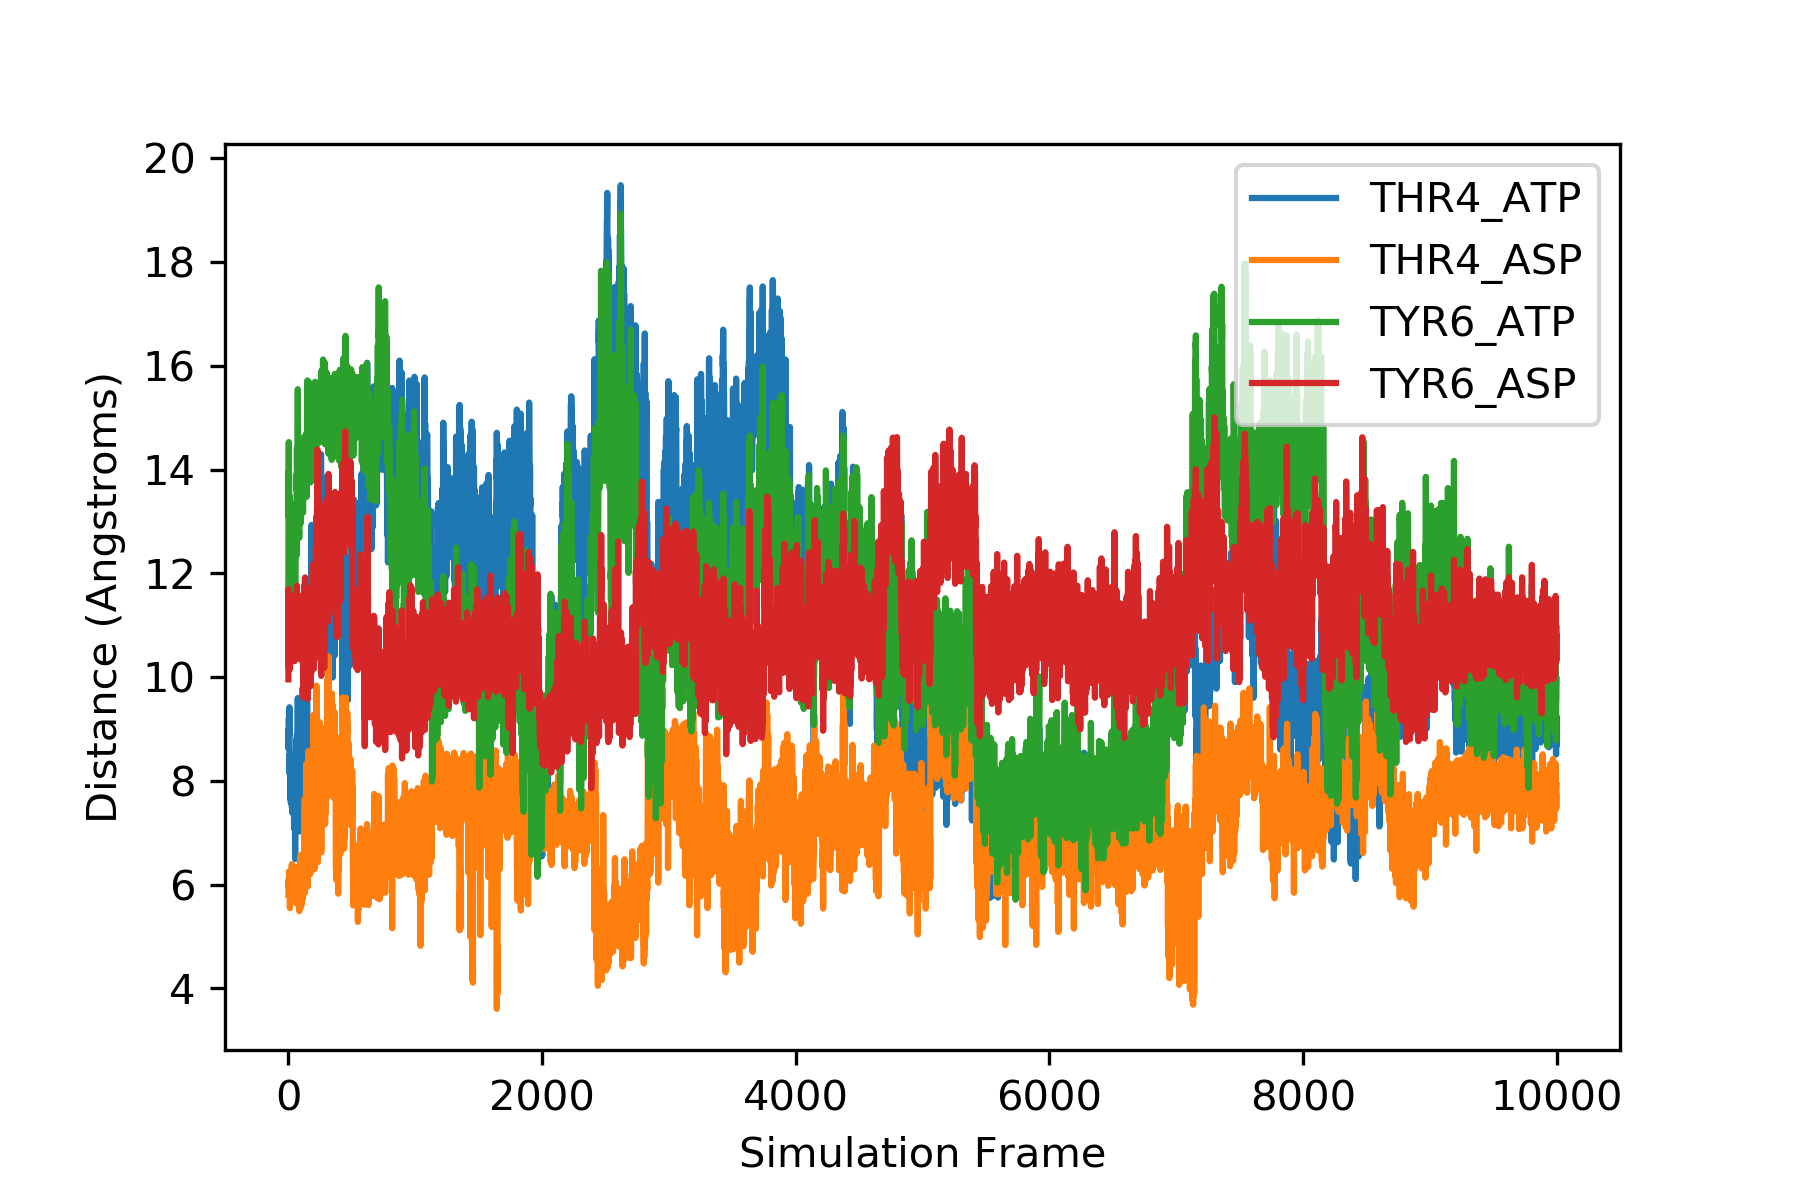 20
18
16
14
12
10
8
6
4
Distance (Angstroms)
THR4_ATP
THR4_ASP
TYR6_ATP
TYR6_ASP
0 2000 4000 6000 8000 10000
Simulation Frame